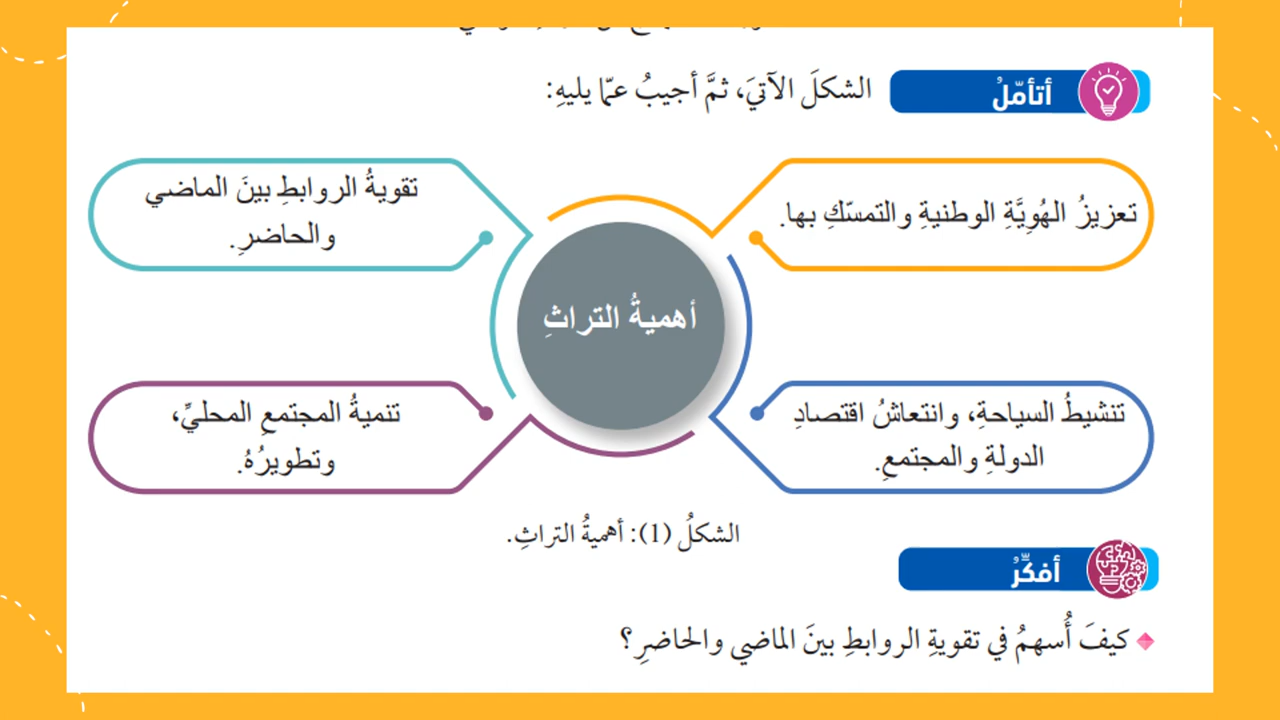 أتأمّلُ
الشكلَ الآتيَ، ثمَّ أجيبُ عمّا يليهِ:
تعزيزُ الهُوِيَّةِ الوطنيةِ والتمسّكِ بها.
تقويةُ الروابطِ بينَ الماضي
والحاضرِ.
أهميةُ التراثِ
تنشيطُ السياحةِ، وانتعاشُ اقتصادِ
الدولةِ والمجتمعِ.
تنميةُ المجتمعِ المحليِّ،
وتطويرُهُ.
الشكلُ (1): أهميةُ التراثِ.
أفكِّرُ
كيفَ أُسهمُ في تقويةِ الروابطِ بينَ الماضي والحاضرِ؟